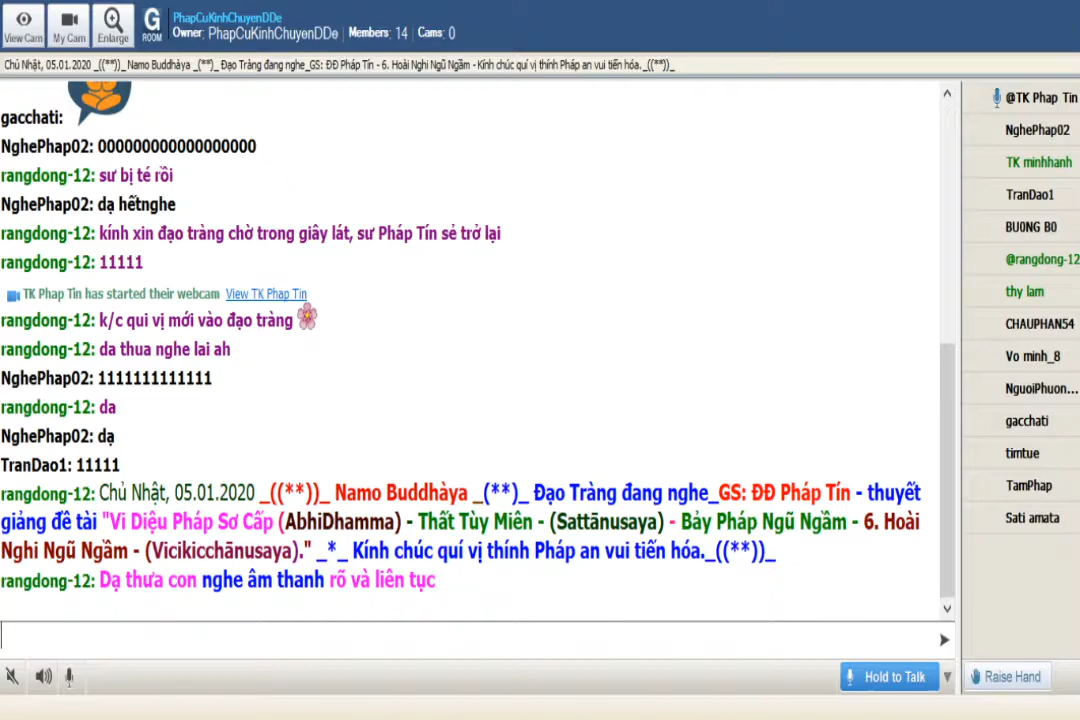 View Cam
My Cam
Enlarge
G
ROOM
PhapCuKinhChuyenDDe
Owner: PhapCuKinhChuyenDDe | Members: 14 | Cams: 0
Chủ Nhật, 05.01.2020 _((**))_ Namo Buddhàya _(**)_ Đạo Tràng đang nghe_GS: ĐĐ Pháp Tín - 6. Hoài Nghi Ngũ Ngầm - Kính chúc quí vị thính Pháp an vui tiến hóa._((**))_
gacchati:
NghePhap02: 000000000000000000
rangdong-12: sư bị té rồi
NghePhap02: dạ hếtnghe
rangdong-12: kính xin đạo tràng chờ trong giây lát, sư Pháp Tín sẻ trở lại
rangdong-12: 11111
TK Phap Tin has started their webcam View TK Phap Tin
rangdong-12: k/c qui vị mới vào đạo tràng
rangdong-12: da thua nghe lai ah
NghePhap02: 1111111111111
rangdong-12: da
NghePhap02: dạ
TranDao1: 11111
rangdong-12: Chủ Nhật, 05.01.2020 _((**))_ Namo Buddhàya _(**)_ Đạo Tràng đang nghe_GS: ĐĐ Pháp Tín - thuyết
giảng đề tài "Vi Diệu Pháp Sơ Cấp (AbhiDhamma) - Thất Tùy Miên - (Sattānusaya) - Bảy Pháp Ngũ Ngầm - 6. Hoài
Nghi Ngũ Ngầm - (Vicikicchānusaya)." _*_ Kính chúc quí vị thính Pháp an vui tiến hóa._((**))_
rangdong-12: Dạ thưa con nghe âm thanh rõ và liên tục
@TK Phap Tin
NghePhap02
TK minhhanh
TranDao1
BU0NG B0
@rangdong-12
thy lam
CHAUPHAN54
Vo minh_8
NguoiPhuon...
gacchati
timtue
TamPhap
Sati amata
Hold to Talk
Raise Hand